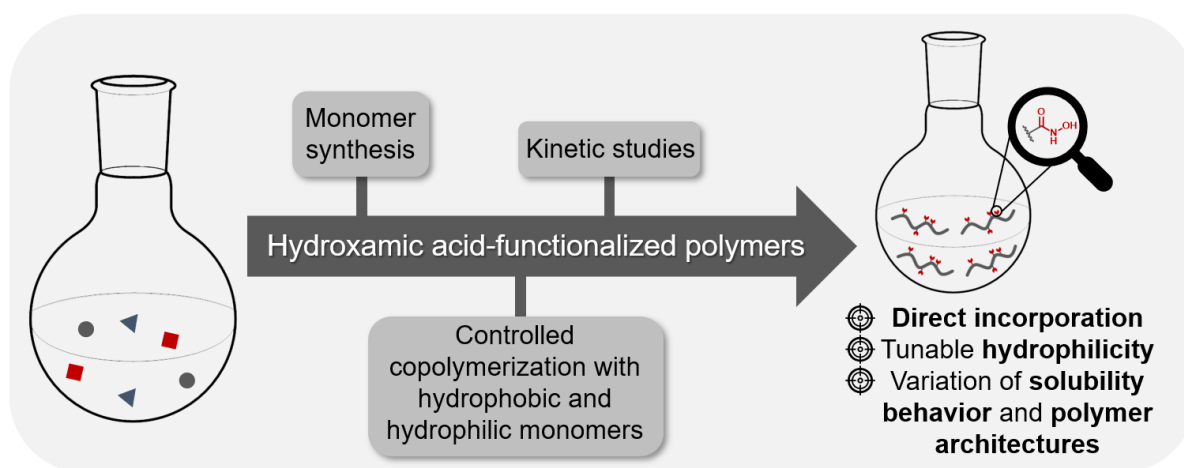 Monomer
synthesis
Kinetic studies
Hydroxamic acid-functionalized polymers
Controlled
copolymerization with
hydrophobic and
hydrophilic monomers
O
N
H
OH
Direct incorporation
Tunable hydrophilicity
Variation of solubility
behavior and polymer
architectures